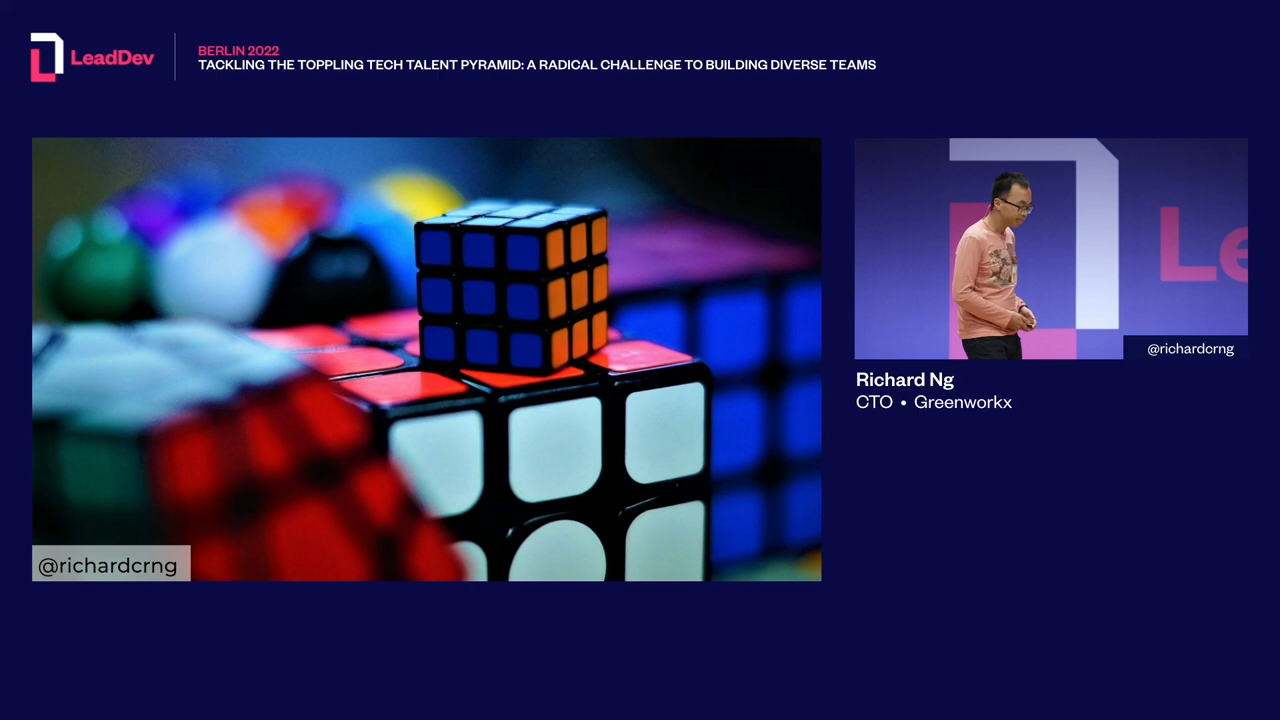 LeadDev
BERLIN 2022
TACKLING THE TOPPLING TECH TALENT PYRAMID: A RADICAL CHALLENGE TO BUILDING DIVERSE TEAMS
Le
@richardcrng
Richard Ng
CTO • Greenworkx
@richardcrng